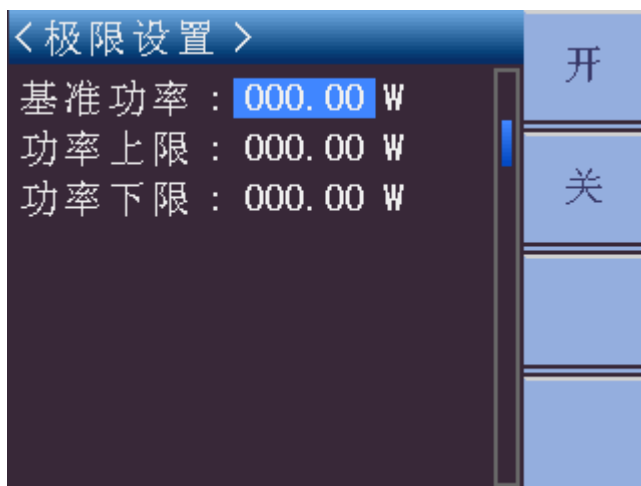 <极限设置 >
基准功率 : 000.00 W
功率上限 : 000.00 W
功率下限 : 000.00 W
开
关